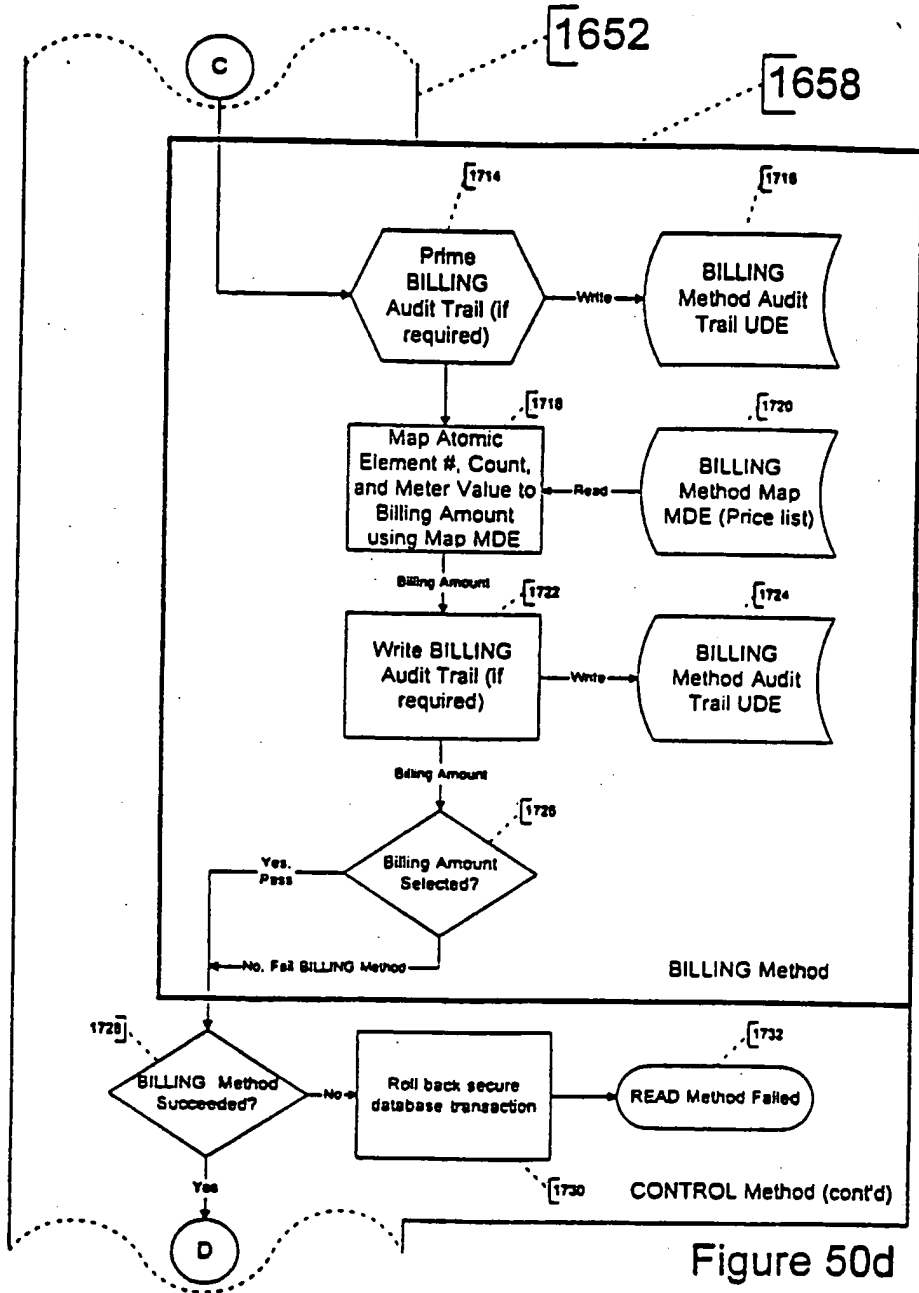 1652
C
1658
1714
1716
Prime
BILLING
Audit Trail (if
required)
Write
BILLING
Method Audit
Trail UDE
1718
1720
Map Atomic
Element #, Count,
and Meter Value to
Billing Amount
using Map MDE
Read
BILLING
Method Map
MDE (Price list)
Billing Amount
1722
1724
Write BILLING
Audit Trail (if
required)
Write
BILLING
Method Audit
Trail UDE
Billing Amount
1726
Yes,
Pass
Billing Amount
Selected?
No, Fail BILLING Method
BILLING Method
1728
1732
BILLING Method
Succeeded?
No
Roll back secure
database transaction
READ Method Failed
Yes
1730
CONTROL Method (cont'd)
D
Figure 50d